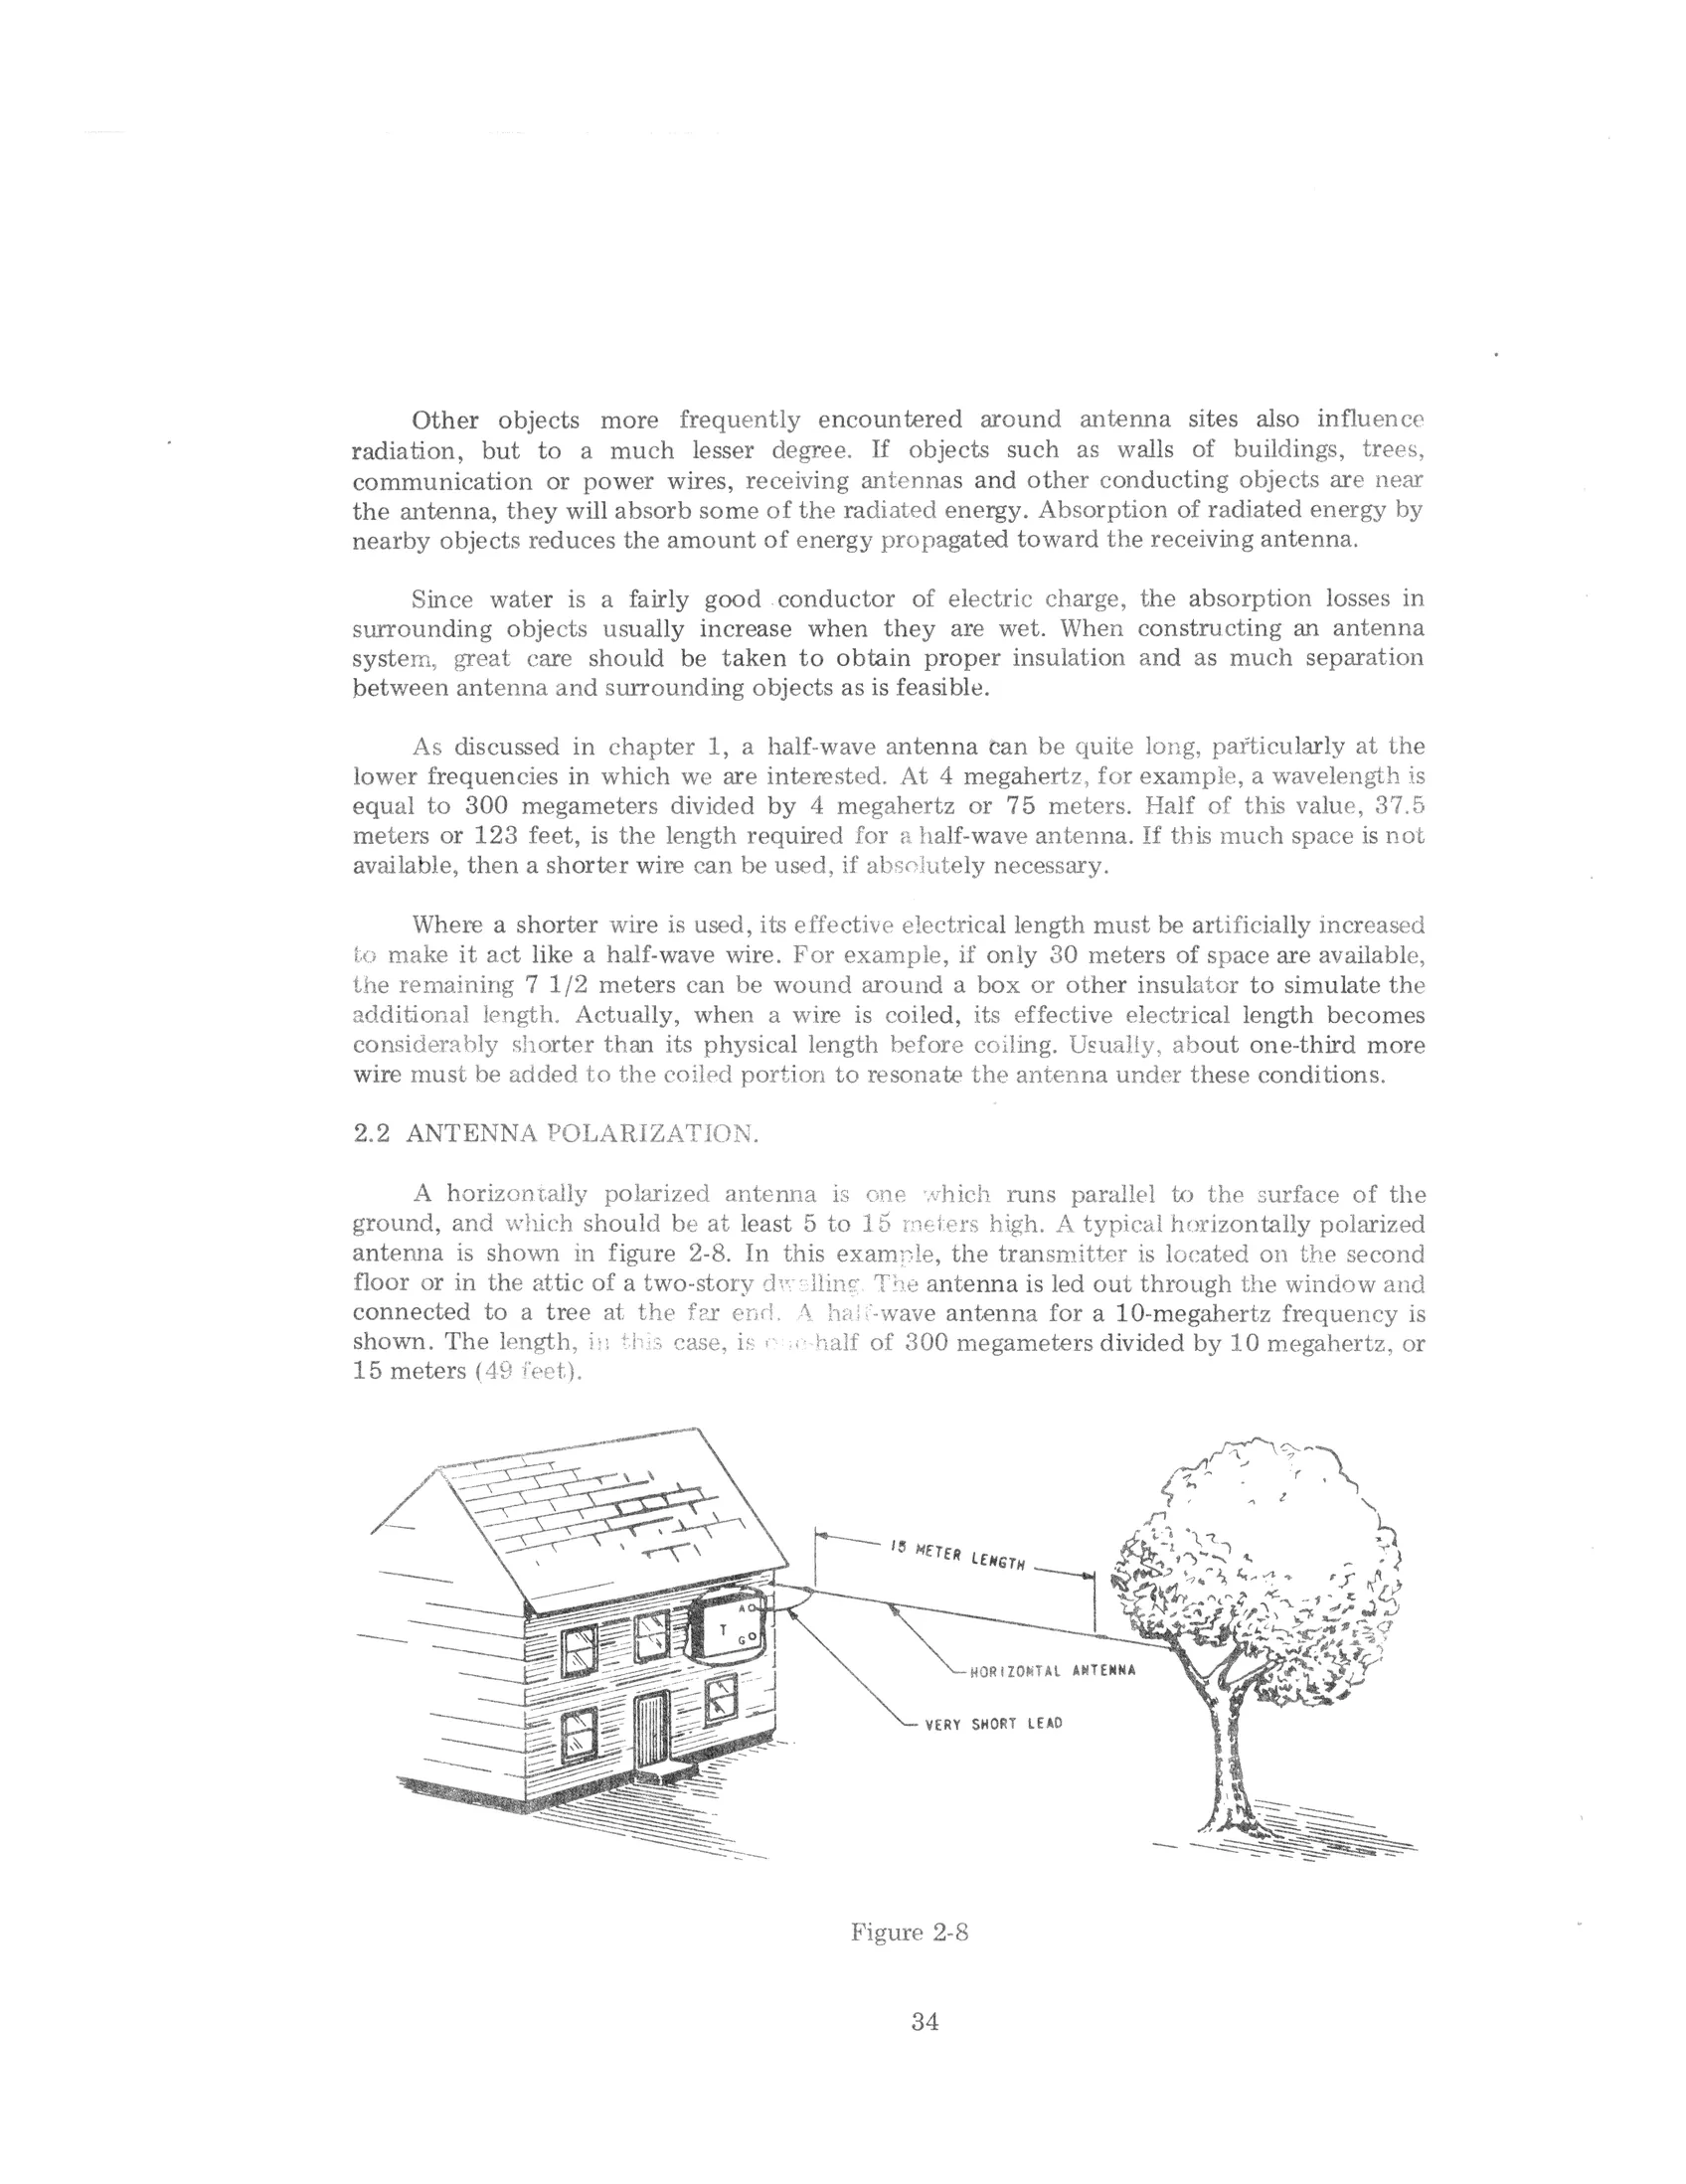 Other objects more frequently encountered around antenna sites also influence
radiation, but to a much lesser degree. If objects such as walls of buildings, trees,
communication or power wires, receiving antennas and other conducting objects are near
the antenna, they will absorb some of the radiated energy. Absorption of radiated energy by
nearby objects reduces the amount of energy propagated toward the receiving antenna.
Since water is a fairly good conductor of electric charge, the absorption losses in
surrounding objects usually increase when they are wet. When constructing an antenna
system, great care should be taken to obtain proper insulation and as much separation
between antenna and surrounding objects as is feasible.
As discussed in chapter 1, a half-wave antenna can be quite long, particularly at the
lower frequencies in which we are interested. At 4 megahertz, for example, a wavelength is
equal to 300 megameters divided by 4 megahertz or 75 meters. Half of this value, 37.5
meters or 123 feet, is the length required for a half-wave antenna. If this much space is not
available, then a shorter wire can be used, if absolutely necessary.
Where a shorter wire is used, its effective electrical length must be artificially increased
to make it act like a half-wave wire. For example, if only 30 meters of space are available,
the remaining 7 1/2 meters can be wound around a box or other insulator to simulate the
additional length. Actually, when a wire is coiled, its effective electrical length becomes
considerably shorter than its physical length before coiling. Usually, about one-third more
wire must be added to the coiled portion to resonate the antenna under these conditions.
2.2 ANTENNA POLARIZATION.
A horizontally polarized antenna is one which runs parallel to the surface of the
ground, and which should be at least 5 to 15 meters high. A typical horizontally polarized
antenna is shown in figure 2-8. In this example, the transmitter is located on the second
floor or in the attic of a two-story dwelling. The antenna is led out through the window and
connected to a tree at the far end. A half-wave antenna for a 10-megahertz frequency is
shown. The length, in this case, is one-half of 300 megameters divided by 10 megahertz, or
15 meters (49 feet).
15 METER LENGTH
A
T
G
HORIZONTAL ANTENNA
VERY SHORT LEAD
Figure 2-8
34